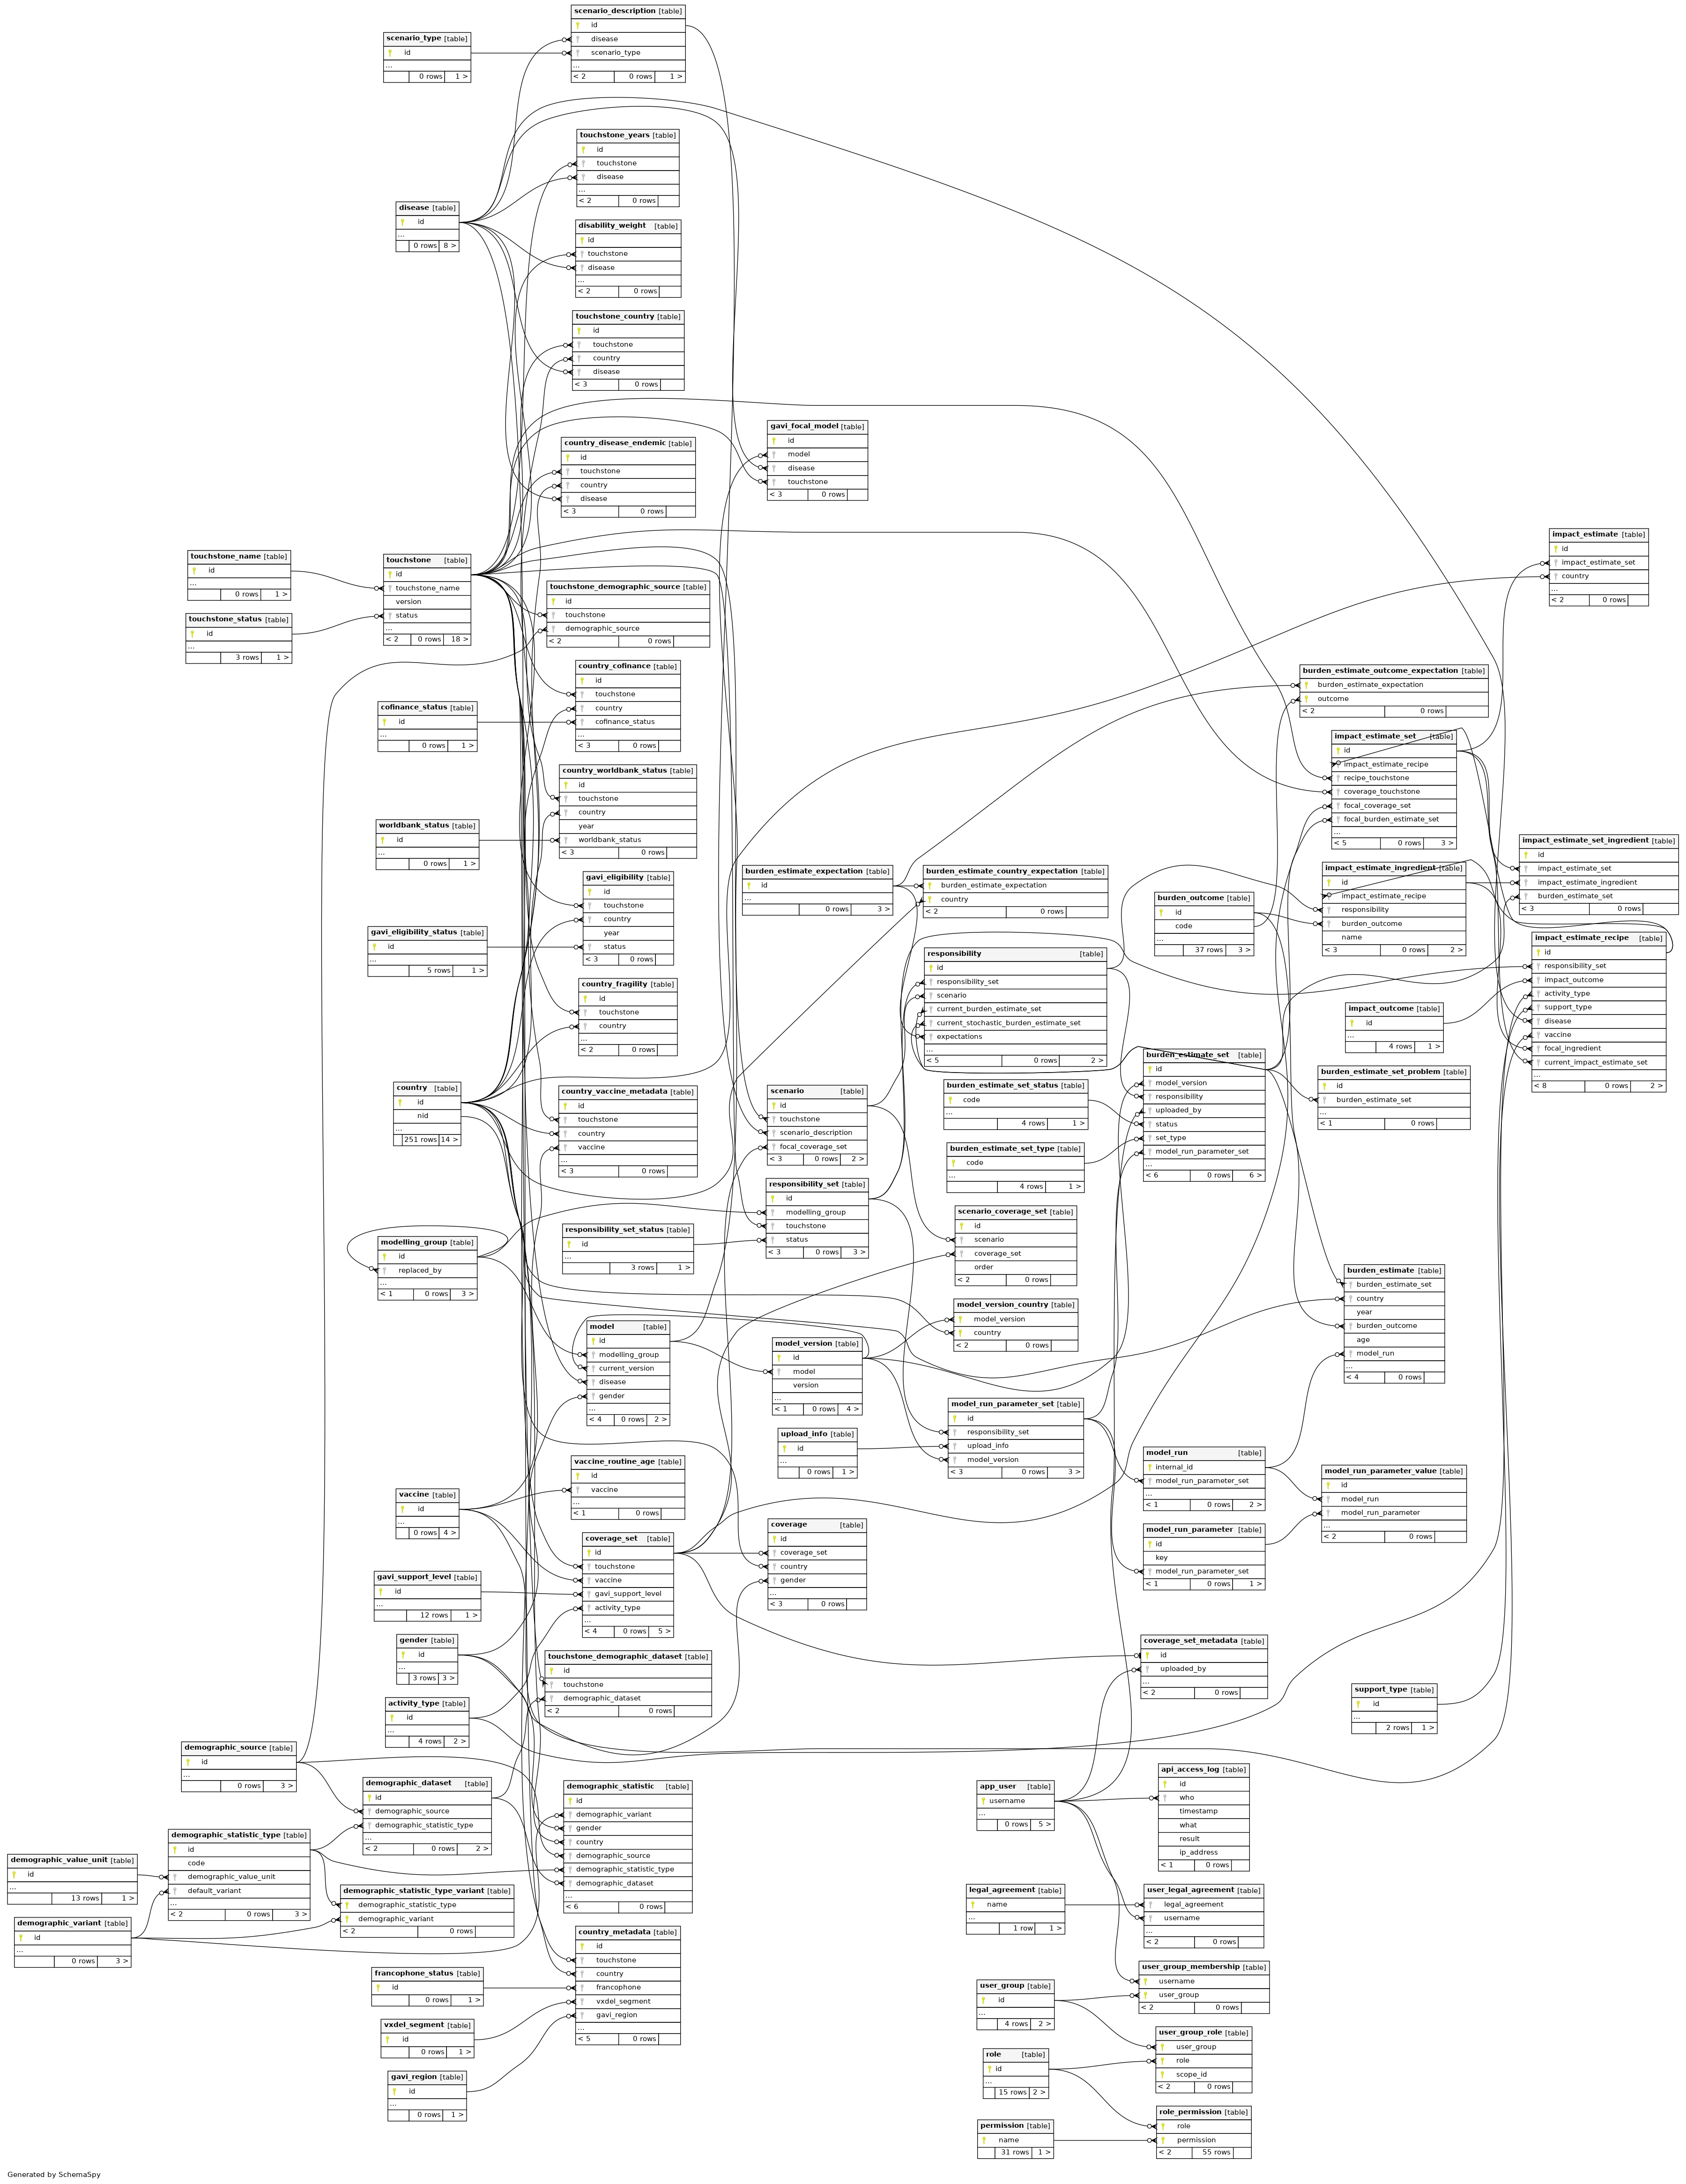 scenario_description [table]
id
disease
scenario_type
...
< 2 0 rows 1 >
scenario_type [table]
id
...
0 rows 1 >
touchstone_years [table]
id
touchstone
disease
...
< 2 0 rows
disease [table]
id
...
0 rows 8 >
disability_weight [table]
id
touchstone
disease
...
< 2 0 rows
touchstone_country [table]
id
touchstone
country
disease
< 3 0 rows
gavi_focal_model [table]
id
model
disease
touchstone
< 3 0 rows
country_disease_endemic [table]
id
touchstone
country
disease
< 3 0 rows
touchstone_name [table]
id
...
0 rows 1 >
touchstone [table]
id
touchstone_name
version
status
...
< 2 0 rows 18 >
touchstone_status [table]
id
...
3 rows 1 >
touchstone_demographic_source [table]
id
touchstone
demographic_source
< 2 0 rows
impact_estimate [table]
id
impact_estimate_set
country
...
< 2 0 rows
country_cofinance [table]
id
touchstone
country
cofinance_status
...
< 3 0 rows
cofinance_status [table]
id
...
0 rows 1 >
burden_estimate_outcome_expectation [table]
burden_estimate_expectation
outcome
< 2 0 rows
impact_estimate_set [table]
id
impact_estimate_recipe
recipe_touchstone
coverage_touchstone
focal_coverage_set
focal_burden_estimate_set
...
< 5 0 rows 3 >
country_worldbank_status [table]
id
touchstone
country
year
worldbank_status
< 3 0 rows
worldbank_status [table]
id
...
0 rows 1 >
impact_estimate_set_ingredient [table]
id
impact_estimate_set
impact_estimate_ingredient
burden_estimate_set
< 3 0 rows
burden_estimate_expectation [table]
id
...
0 rows 3 >
burden_estimate_country_expectation [table]
burden_estimate_expectation
country
< 2 0 rows
impact_estimate_ingredient [table]
id
impact_estimate_recipe
responsibility
burden_outcome
name
< 3 0 rows 2 >
gavi_eligibility [table]
id
touchstone
country
year
status
< 3 0 rows
burden_outcome [table]
id
code
...
37 rows 3 >
gavi_eligibility_status [table]
id
...
5 rows 1 >
impact_estimate_recipe [table]
id
responsibility_set
impact_outcome
activity_type
support_type
disease
vaccine
focal_ingredient
current_impact_estimate_set
...
< 8 0 rows 2 >
responsibility [table]
id
responsibility_set
scenario
current_burden_estimate_set
current_stochastic_burden_estimate_set
expectations
...
< 5 0 rows 2 >
country_fragility [table]
id
touchstone
country
...
< 2 0 rows
impact_outcome [table]
id
...
4 rows 1 >
burden_estimate_set [table]
id
model_version
responsibility
uploaded_by
status
set_type
model_run_parameter_set
...
< 6 0 rows 6 >
burden_estimate_set_problem [table]
id
burden_estimate_set
...
< 1 0 rows
country [table]
id
nid
...
251 rows 14 >
country_vaccine_metadata [table]
id
touchstone
country
vaccine
...
< 3 0 rows
scenario [table]
id
touchstone
scenario_description
focal_coverage_set
< 3 0 rows 2 >
burden_estimate_set_status [table]
code
...
4 rows 1 >
burden_estimate_set_type [table]
code
...
4 rows 1 >
responsibility_set [table]
id
modelling_group
touchstone
status
< 3 0 rows 3 >
scenario_coverage_set [table]
id
scenario
coverage_set
order
< 2 0 rows
responsibility_set_status [table]
id
...
3 rows 1 >
modelling_group [table]
id
replaced_by
...
< 1 0 rows 3 >
burden_estimate [table]
burden_estimate_set
country
year
burden_outcome
age
model_run
...
< 4 0 rows
model_version_country [table]
model_version
country
< 2 0 rows
model [table]
id
modelling_group
current_version
disease
gender
...
< 4 0 rows 2 >
model_version [table]
id
model
version
...
< 1 0 rows 4 >
model_run_parameter_set [table]
id
responsibility_set
upload_info
model_version
< 3 0 rows 3 >
upload_info [table]
id
...
0 rows 1 >
model_run [table]
internal_id
model_run_parameter_set
...
< 1 0 rows 2 >
vaccine_routine_age [table]
id
vaccine
...
< 1 0 rows
model_run_parameter_value [table]
id
model_run
model_run_parameter
...
< 2 0 rows
vaccine [table]
id
...
0 rows 4 >
coverage [table]
id
coverage_set
country
gender
...
< 3 0 rows
model_run_parameter [table]
id
key
model_run_parameter_set
< 1 0 rows 1 >
coverage_set [table]
id
touchstone
vaccine
gavi_support_level
activity_type
...
< 4 0 rows 5 >
gavi_support_level [table]
id
...
12 rows 1 >
gender [table]
id
...
3 rows 3 >
coverage_set_metadata [table]
id
uploaded_by
...
< 2 0 rows
touchstone_demographic_dataset [table]
id
touchstone
demographic_dataset
< 2 0 rows
support_type [table]
id
...
2 rows 1 >
activity_type [table]
id
...
4 rows 2 >
demographic_source [table]
id
...
0 rows 3 >
api_access_log [table]
id
who
timestamp
what
result
ip_address
< 1 0 rows
demographic_dataset [table]
id
demographic_source
demographic_statistic_type
...
< 2 0 rows 2 >
demographic_statistic [table]
id
demographic_variant
gender
country
demographic_source
demographic_statistic_type
demographic_dataset
...
< 6 0 rows
app_user [table]
username
...
0 rows 5 >
demographic_statistic_type [table]
id
code
demographic_value_unit
default_variant
...
< 2 0 rows 3 >
demographic_value_unit [table]
id
...
13 rows 1 >
demographic_statistic_type_variant [table]
demographic_statistic_type
demographic_variant
< 2 0 rows
legal_agreement [table]
name
...
1 row 1 >
user_legal_agreement [table]
legal_agreement
username
...
< 2 0 rows
demographic_variant [table]
id
...
0 rows 3 >
country_metadata [table]
id
touchstone
country
francophone
vxdel_segment
gavi_region
...
< 5 0 rows
user_group_membership [table]
username
user_group
< 2 0 rows
francophone_status [table]
id
0 rows 1 >
user_group [table]
id
...
4 rows 2 >
vxdel_segment [table]
id
0 rows 1 >
user_group_role [table]
user_group
role
scope_id
< 2 0 rows
role [table]
id
...
15 rows 2 >
gavi_region [table]
id
...
0 rows 1 >
role_permission [table]
role
permission
< 2 55 rows
permission [table]
name
31 rows 1 >
Generated by SchemaSpy